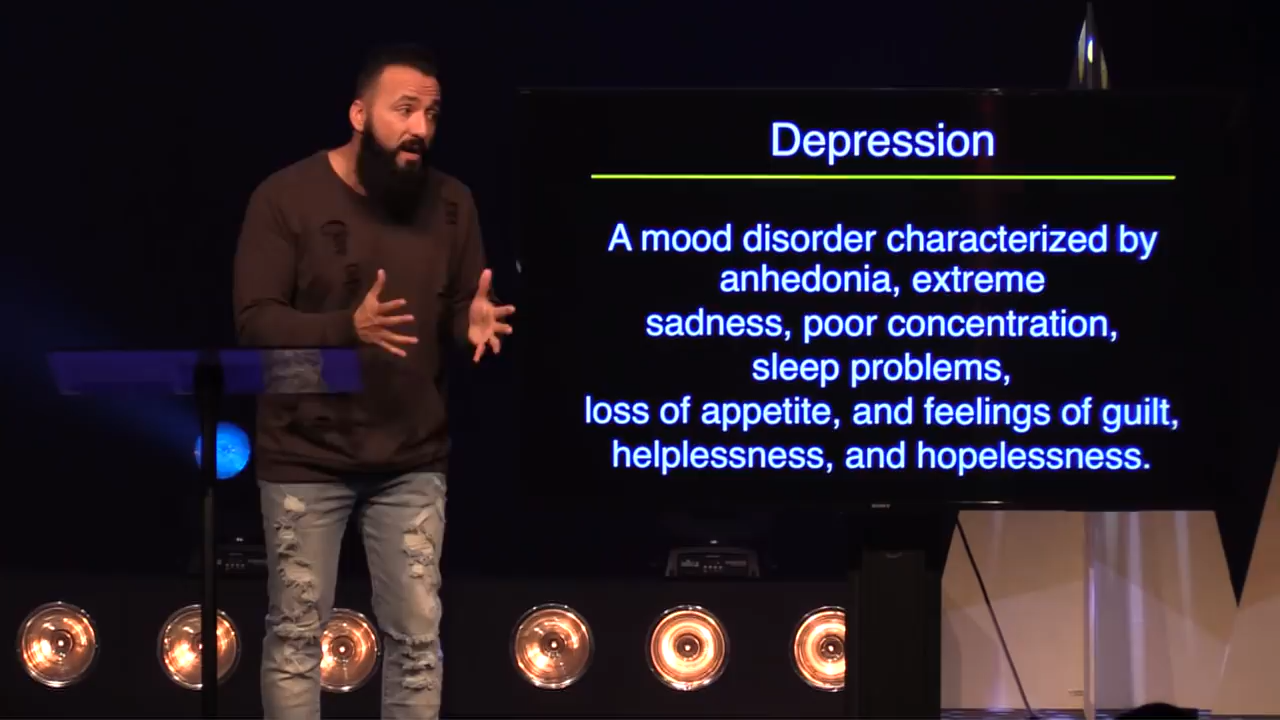 Depression
A mood disorder characterized by
anhedonia, extreme
sadness, poor concentration,
sleep problems,
loss of appetite, and feelings of guilt,
helplessness, and hopelessness.
SONY